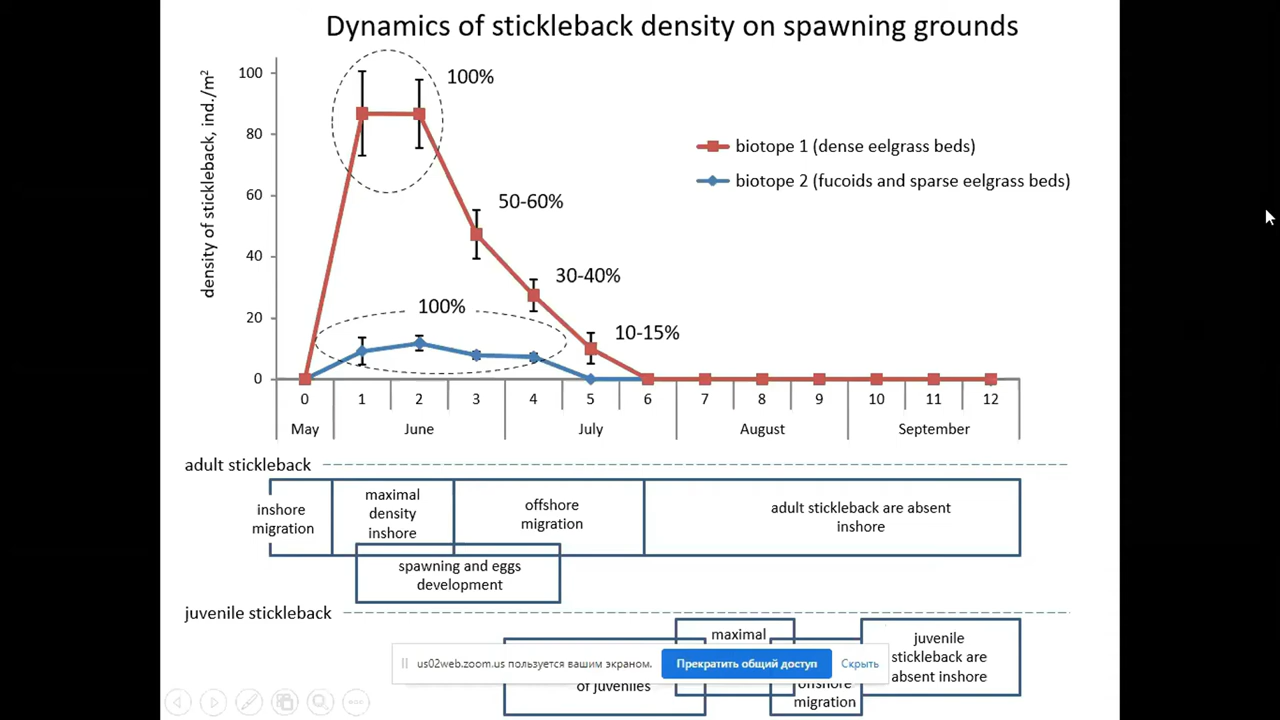 Dynamics of stickleback density on spawning grounds
density of stickleback, ind./m²
100
80
60
40
20
0
100%
50-60%
30-40%
10-15%
100%
biotope 1 (dense eelgrass beds)
biotope 2 (fucoids and sparse eelgrass beds)
0 1 2 3 4 5 6 7 8 9 10 11 12
May June July August September
adult stickleback
inshore
migration
maximal
density
inshore
offshore
migration
adult stickleback are absent
inshore
spawning and eggs
development
juvenile stickleback
maximal
of juveniles
offshore
migration
juvenile
stickleback are
absent inshore
us02web.zoom.us пользуется вашим экраном.
Прекратить общий доступ
Скрыть